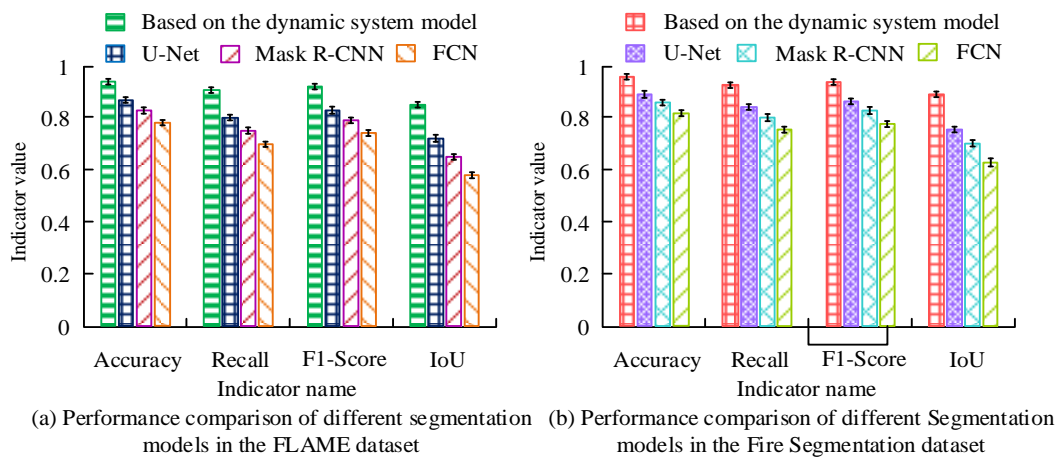 Based on the dynamic system model
U-Net Mask R-CNN FCN
Indicator value
1
0.8
0.6
0.4
0.2
0
Accuracy Recall F1-Score IoU
Indicator name
(a) Performance comparison of different segmentation
models in the FLAME dataset
Based on the dynamic system model
U-Net Mask R-CNN FCN
Indicator value
1
0.8
0.6
0.4
0.2
0
Accuracy Recall F1-Score IoU
Indicator name
(b) Performance comparison of different Segmentation
models in the Fire Segmentation dataset